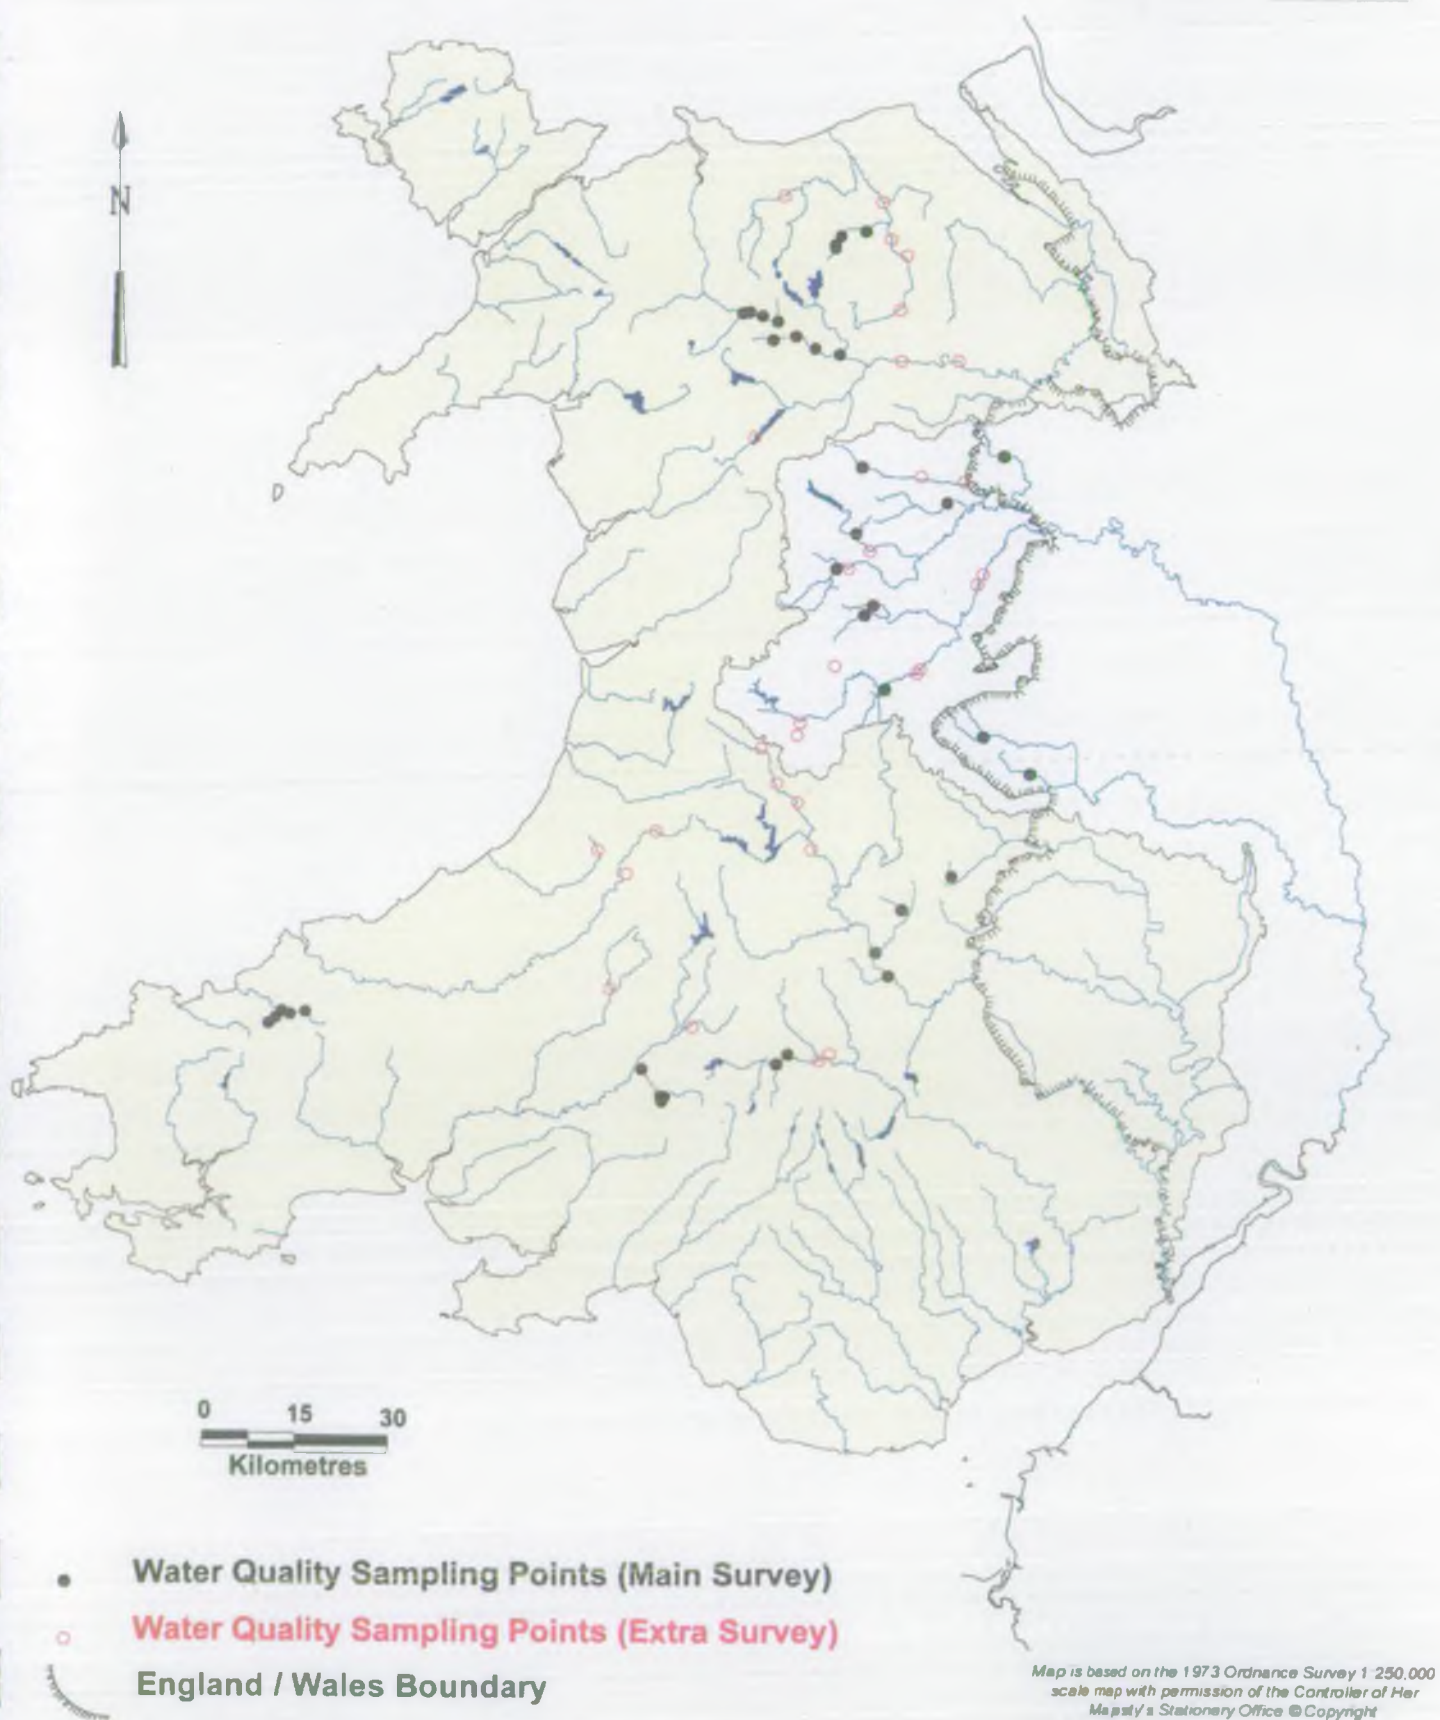 N
0 15 30
Kilometres
Water Quality Sampling Points (Main Survey)
Water Quality Sampling Points (Extra Survey)
England / Wales Boundary
Map is based on the 1973 Ordnance Survey 1 250,000
scale map with permission of the Controller of Her
Majesty's Stationery Office © Copyright